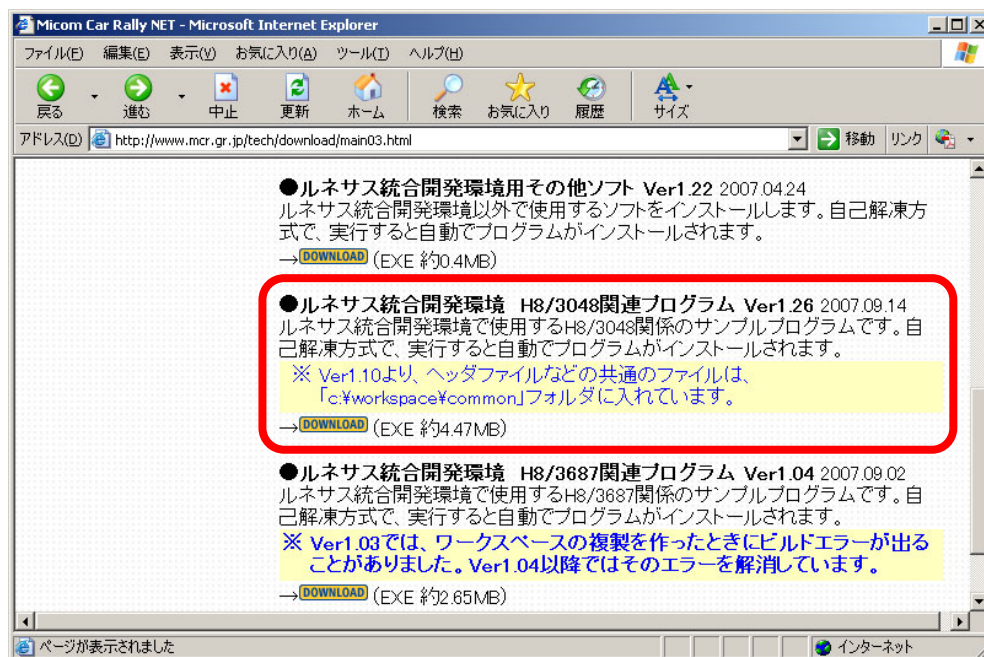 Micom Car Rally NET - Microsoft Internet Explorer
ファイル(F) 編集(E) 表示(V) お気に入り(A) ツール(T) ヘルプ(H)
戻る 進む 中止 更新 ホーム 検索 お気に入り 履歴 サイズ
アドレス(D) http://www.mcr.gr.jp/tech/download/main03.html 移動 リンク
●ルネサス統合開発環境用その他ソフト Ver1.22 2007.04.24
ルネサス統合開発環境以外で使用するソフトをインストールします。自己解凍方
式で、実行すると自動でプログラムがインストールされます。
→DOWNLOAD (EXE 約0.4MB)
●ルネサス統合開発環境 H8/3048関連プログラム Ver1.26 2007.09.14
ルネサス統合開発環境で使用するH8/3048関係のサンプルプログラムです。自
己解凍方式で、実行すると自動でプログラムがインストールされます。
※ Ver1.10より、ヘッダファイルなどの共通のファイルは、
「c:¥workspace¥common」フォルダに入れています。
→DOWNLOAD (EXE 約4.47MB)
●ルネサス統合開発環境 H8/3687関連プログラム Ver1.04 2007.09.02
ルネサス統合開発環境で使用するH8/3687関係のサンプルプログラムです。自
己解凍方式で、実行すると自動でプログラムがインストールされます。
※ Ver1.03では、ワークスペースの複製を作ったときにビルドエラーが出る
ことがありました。Ver1.04以降ではそのエラーを解消しています。
→DOWNLOAD (EXE 約2.65MB)
ページが表示されました インターネット